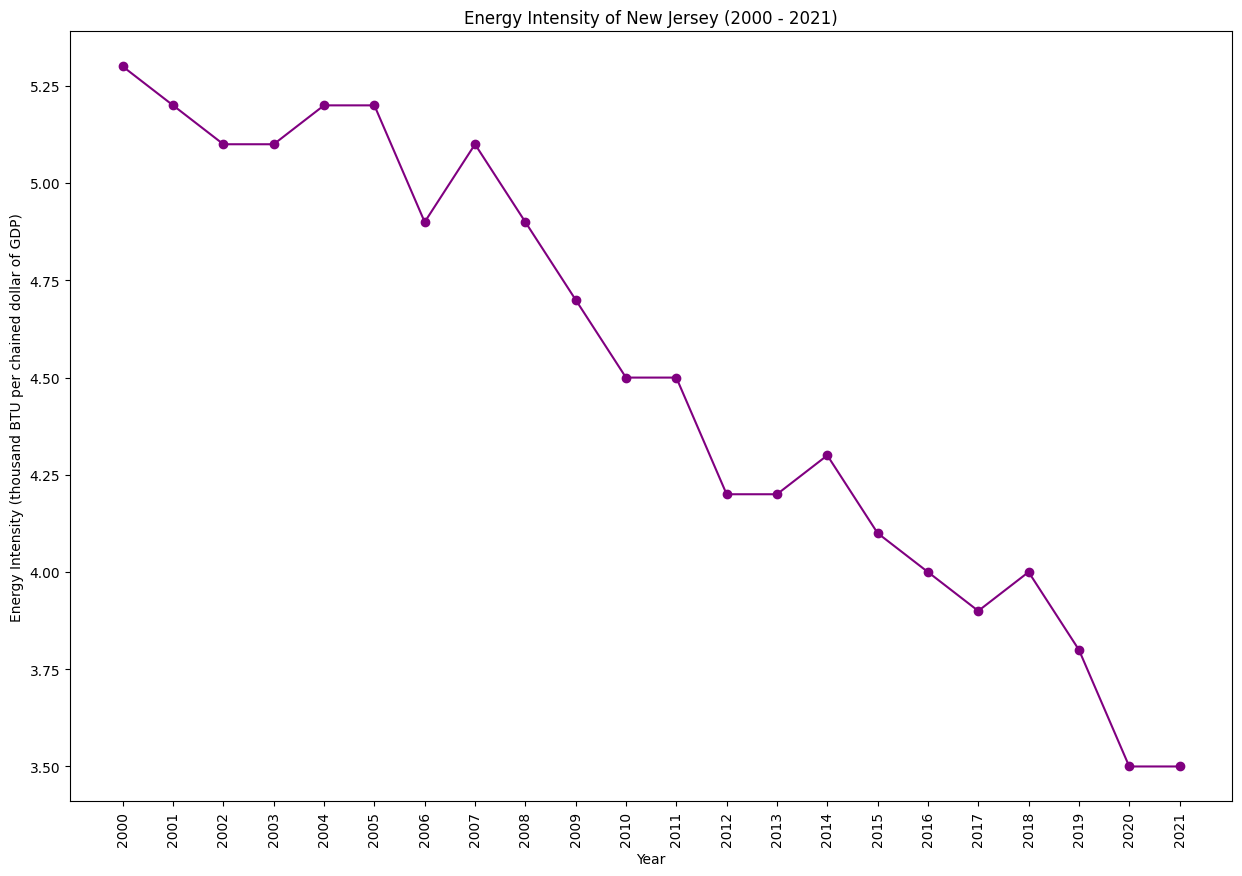 Energy Intensity of New Jersey (2000 - 2021)
Energy Intensity (thousand BTU per chained dollar of GDP)
5.25
5.00
4.75
4.50
4.25
4.00
3.75
3.50
2000 2001 2002 2003 2004 2005 2006 2007 2008 2009 2010 2011 2012 2013 2014 2015 2016 2017 2018 2019 2020 2021
Year